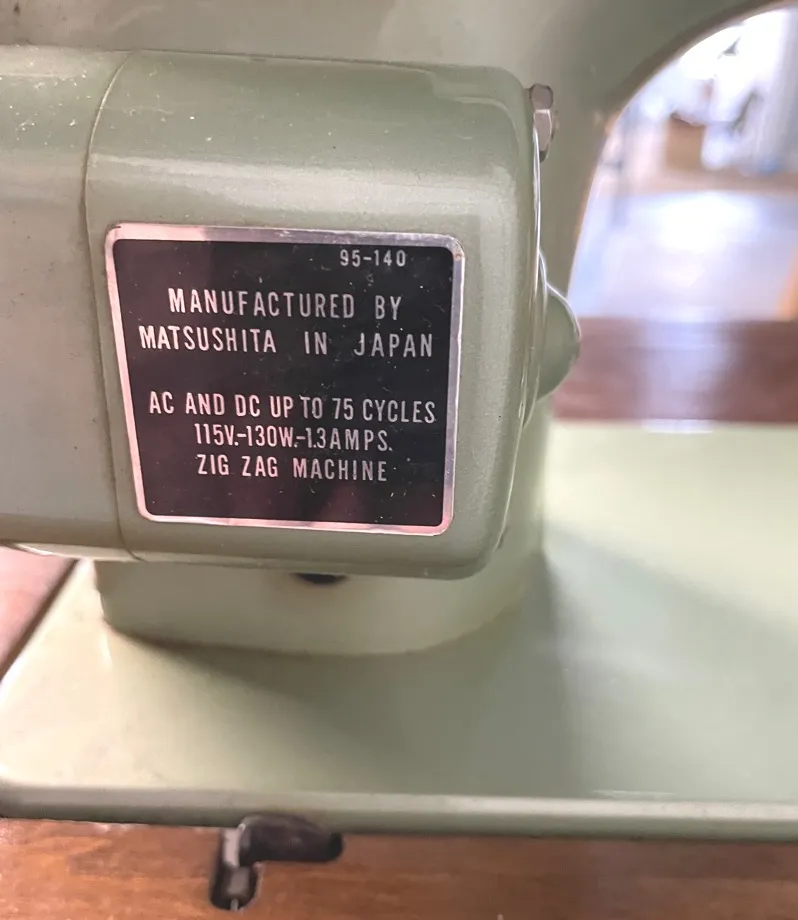 95-140
MANUFACTURED BY
MATSUSHITA IN JAPAN
AC AND DC UP TO 75 CYCLES
115V.-130W.-1.3AMPS.
ZIG ZAG MACHINE